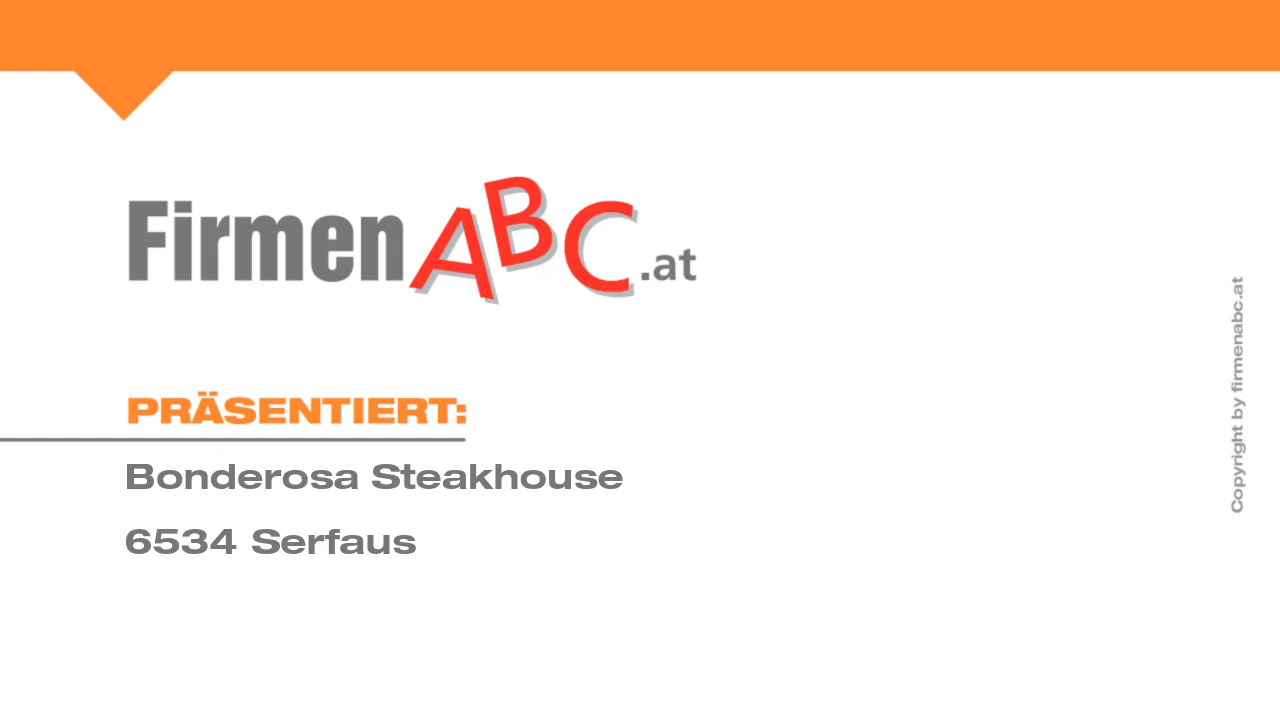 FirmenABC.at
PRÄSENTIERT:
Bonderosa Steakhouse
6534 Serfaus
Copyright by firmenabc.at